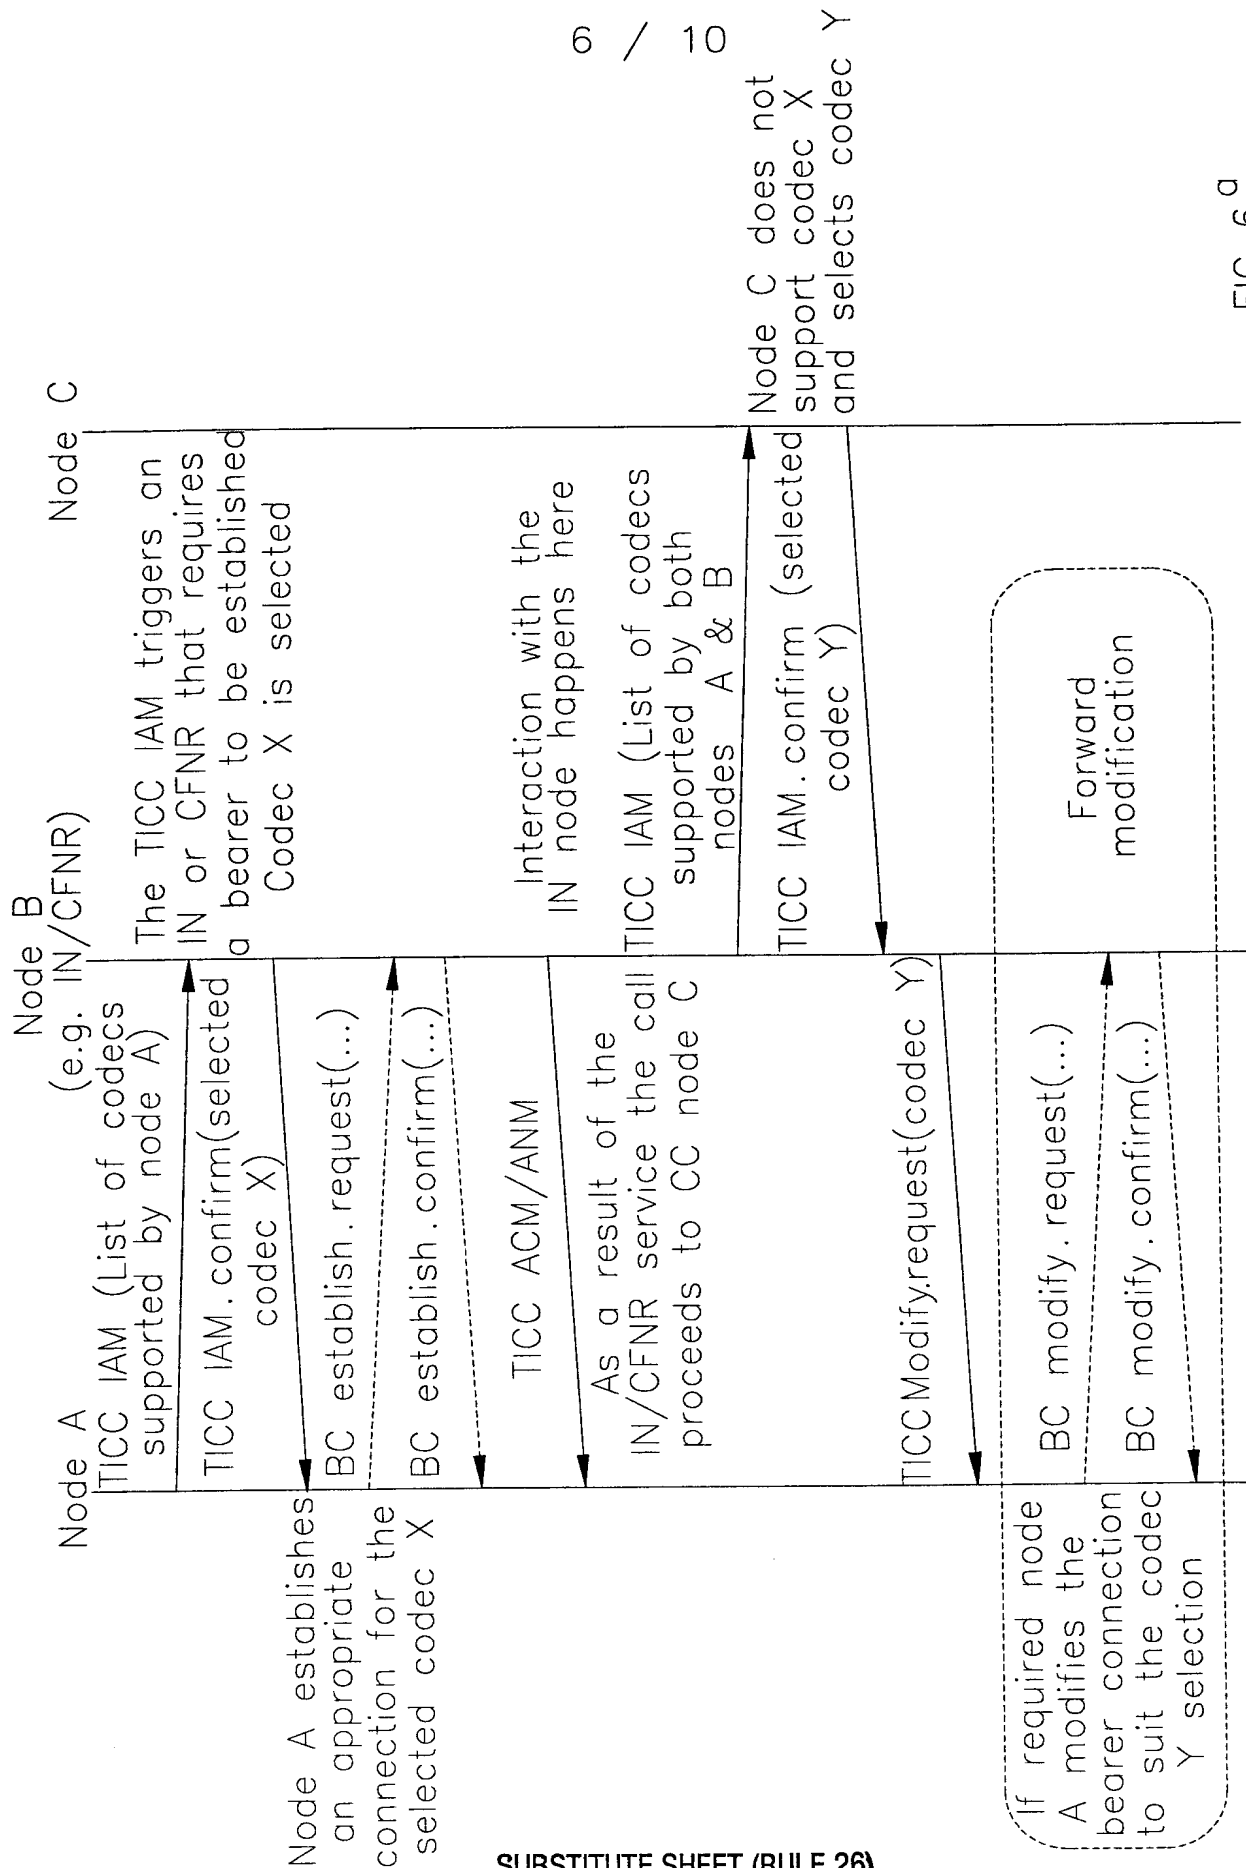 6 / 10
Node A
Node B
(e.g. IN/CFNR)
Node C
TICC IAM (List of codecs
supported by node A)
The TICC IAM triggers an
IN or CFNR that requires
a bearer to be established
Codec X is selected
TICC IAM.confirm(selected
codec X)
Node A establishes
an appropriate
connection for the
selected codec X
BC establish.request(...)
BC establish.confirm(...)
TICC ACM/ANM
Interaction with the
IN node happens here
As a result of the
IN/CFNR service the call
proceeds to CC node C
TICC IAM (List of codecs
supported by both
nodes A & B
Node C does not
support codec X
and selects codec Y
TICC IAM.confirm (selected
codec Y)
TICCModify.request(codec Y)
If required node
A modifies the
bearer connection
to suit the codec
Y selection
BC modify.request(...)
BC modify.confirm(...)
Forward
modification
FIG. 6a
SUBSTITUTE SHEET (RULE 26)